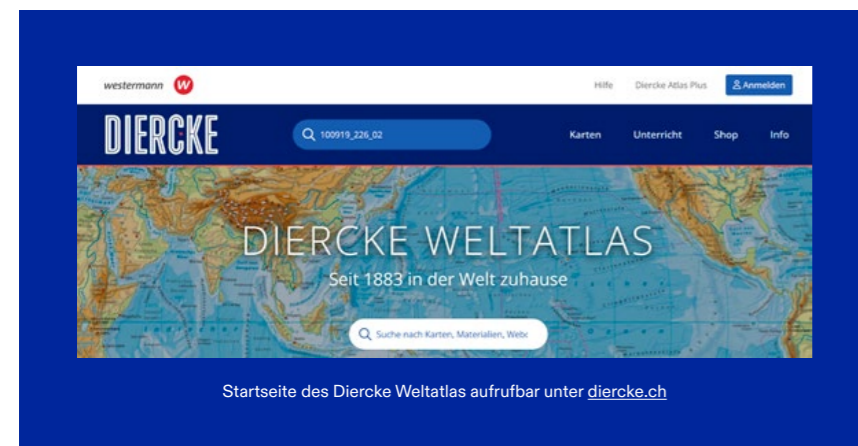 westermann W
Hilfe Diercke Atlas Plus Anmelden
DIERCKE
100919_226_02
Karten Unterricht Shop Info
DIERCKE WELTATLAS
Seit 1883 in der Welt zuhause
Suche nach Karten, Materialien, Webc
Startseite des Diercke Weltatlas aufrufbar unter diercke.ch